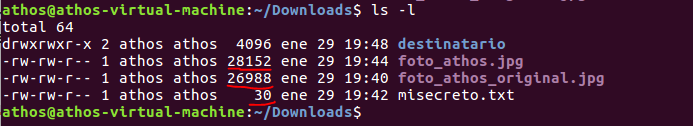 athos@athos-virtual-machine:~/Downloads$ ls -l
total 64
drwxrwxr-x 2 athos athos  4096 ene 29 19:48 destinatario
-rw-rw-r-- 1 athos athos 28152 ene 29 19:44 foto_athos.jpg
-rw-rw-r-- 1 athos athos 26988 ene 29 19:40 foto_athos_original.jpg
-rw-rw-r-- 1 athos athos    30 ene 29 19:42 misecreto.txt
athos@athos-virtual-machine:~/Downloads$